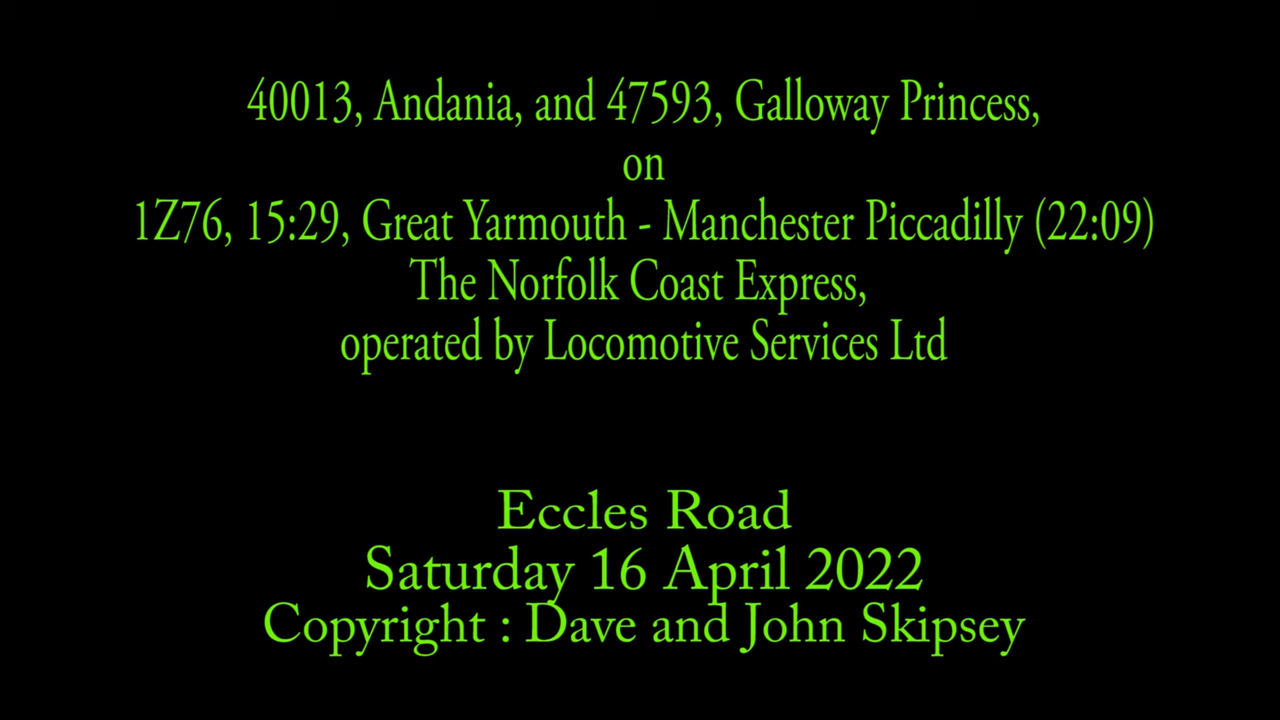 40013, Andania, and 47593, Galloway Princess,
on
1Z76, 15:29, Great Yarmouth - Manchester Piccadilly (22:09)
The Norfolk Coast Express,
operated by Locomotive Services Ltd
Eccles Road
Saturday 16 April 2022
Copyright : Dave and John Skipsey